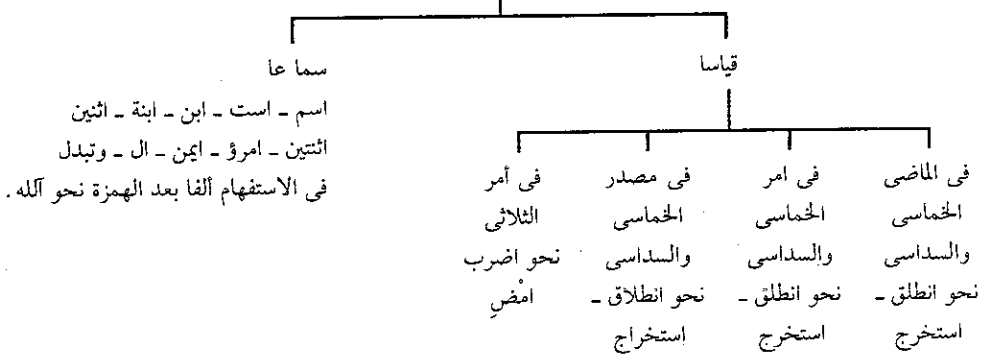 قياسا
سما عا
فى الماضى
الخماسى
والسداسى
نحو انطلق ـ
استخرج
فى امر
الخماسى
والسداسى
نحو انطلق ـ
استخرج
فى مصدر
الخماسى
والسداسى
نحو انطلاق ـ
استخراج
فى أمر
الثلاثى
نحو اضرب
امْضِ
اسم ـ است ـ ابن ـ ابنة ـ اثنين
اثنتين ـ امرؤ ـ ايمن ـ ال ـ وتبدل
فى الاستفهام ألفا بعد الهمزة نحو آلله .